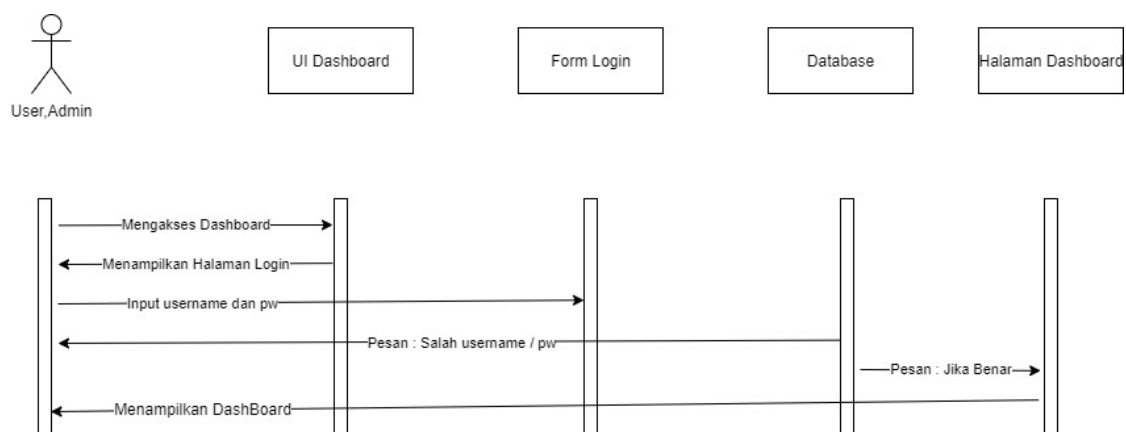 UI Dashboard
Form Login
Database
Halaman Dashboard
User,Admin
Mengakses Dashboard
Menampilkan Halaman Login
Input username dan pw
Pesan : Salah username / pw
Pesan : Jika Benar
Menampilkan DashBoard